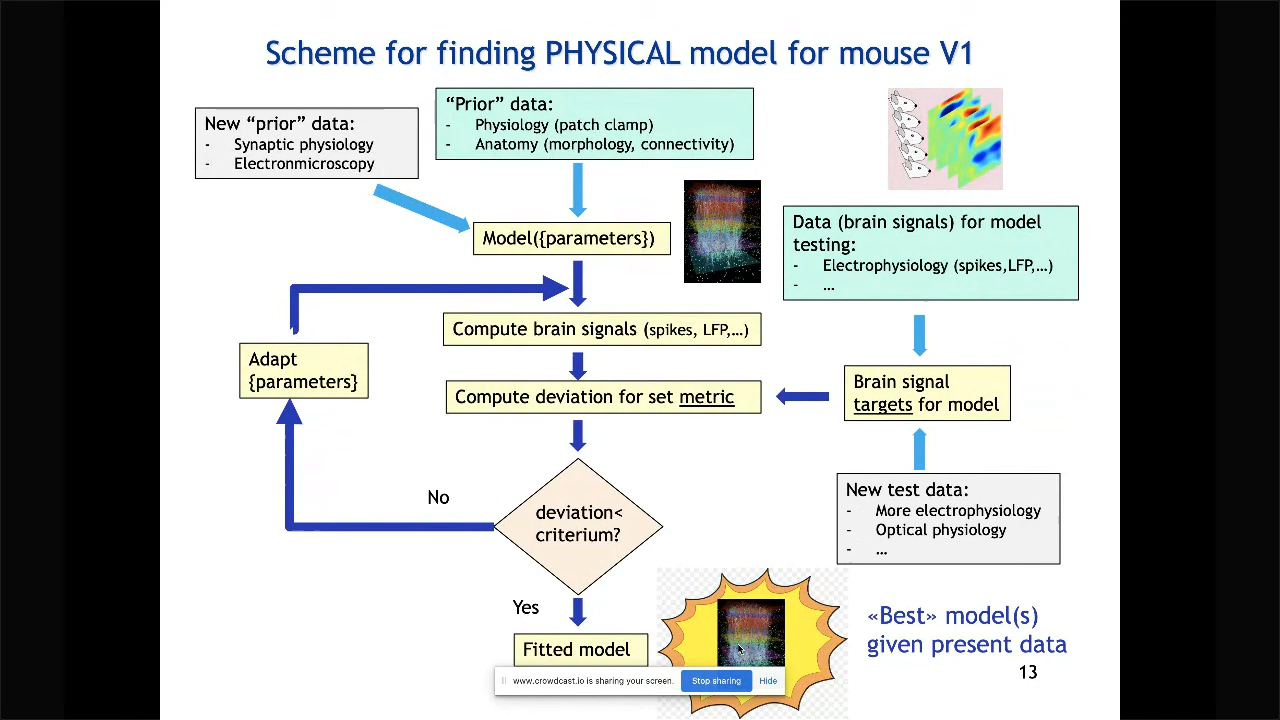 Scheme for finding PHYSICAL model for mouse V1
New “prior” data:
- Synaptic physiology
- Electronmicroscopy
“Prior” data:
- Physiology (patch clamp)
- Anatomy (morphology, connectivity)
Model({parameters})
Data (brain signals) for model
testing:
- Electrophysiology (spikes,LFP,…)
- …
Compute brain signals (spikes, LFP,…)
Adapt
{parameters}
Compute deviation for set metric
Brain signal
targets for model
No
deviation<
criterium?
New test data:
- More electrophysiology
- Optical physiology
- …
Yes
Fitted model
«Best» model(s)
given present data
13
www.crowdcast.io is sharing your screen. Stop sharing Hide